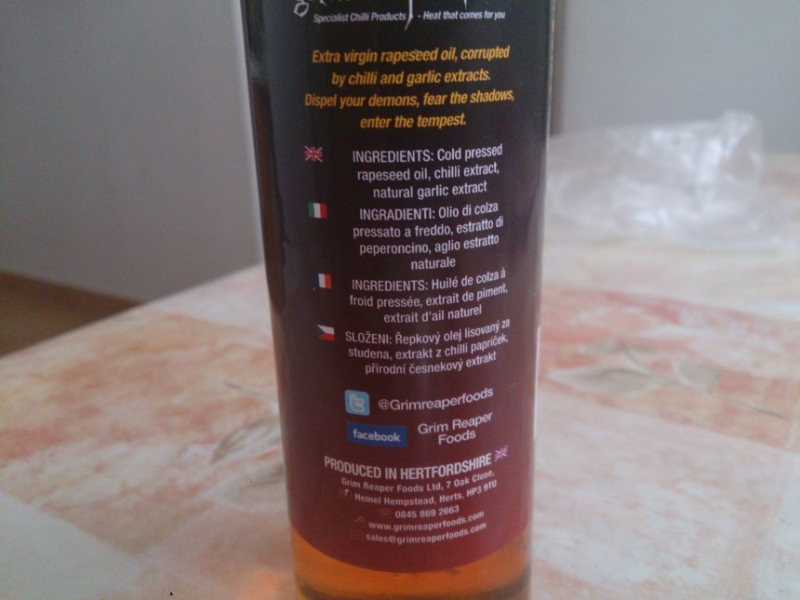 Specialist Chilli Products - Heat that comes for you
Extra virgin rapeseed oil, corrupted
by chilli and garlic extracts.
Dispel your demons, fear the shadows,
enter the tempest.
INGREDIENTS: Cold pressed
rapeseed oil, chilli extract,
natural garlic extract
INGRADIENTI: Olio di colza
pressato a freddo, estratto di
peperoncino, aglio estratto
naturale
INGREDIENTS: Huilé de colza à
froid pressée, extrait de piment,
extrait d'ail naturel
SLOŽENI: Řepkový olej lisovaný za
studena, extrakt z chilli papriček,
přírodní česnekový extrakt
@Grimreaperfoods
facebook Grim Reaper
Foods
PRODUCED IN HERTFORDSHIRE
Grim Reaper Foods Ltd, 7 Oak Close,
Hemel Hempstead, Herts, HP3 9TU
0845 869 2663
www.grimreaperfoods.com
sales@grimreaperfoods.com